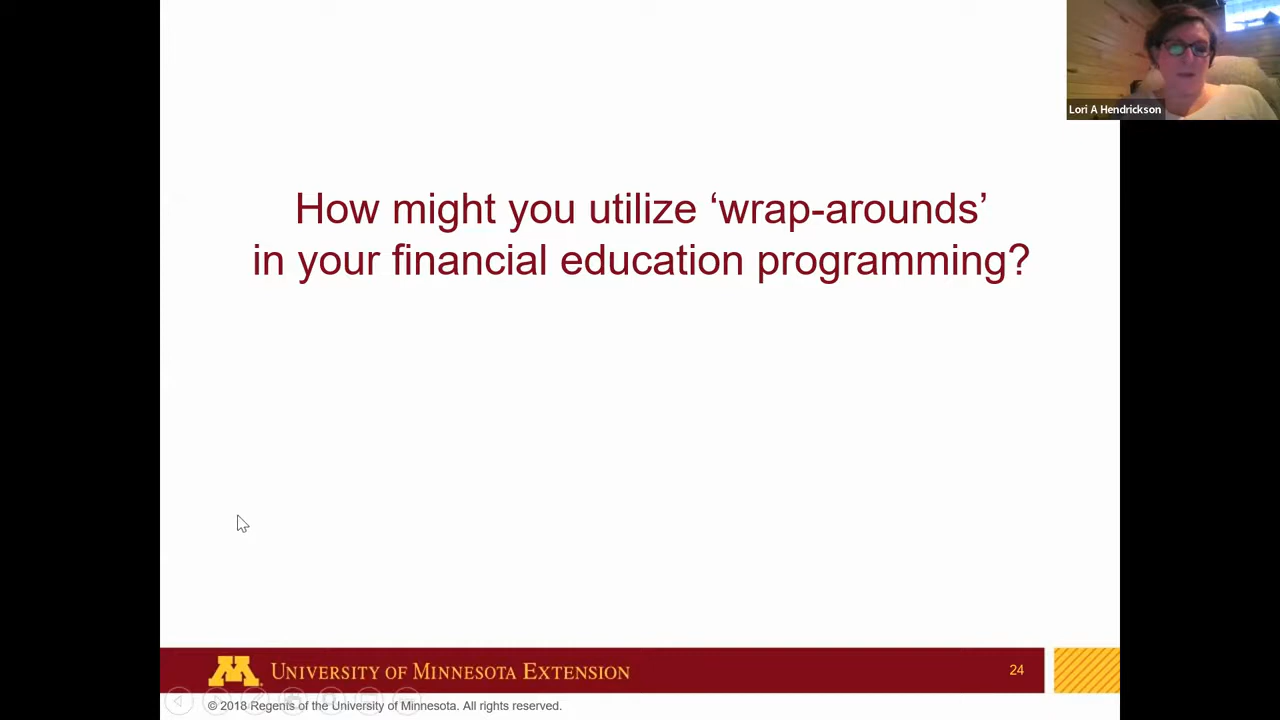 Lori A Hendrickson
How might you utilize ‘wrap-arounds’
in your financial education programming?
UNIVERSITY OF MINNESOTA EXTENSION
24
© 2018 Regents of the University of Minnesota. All rights reserved.